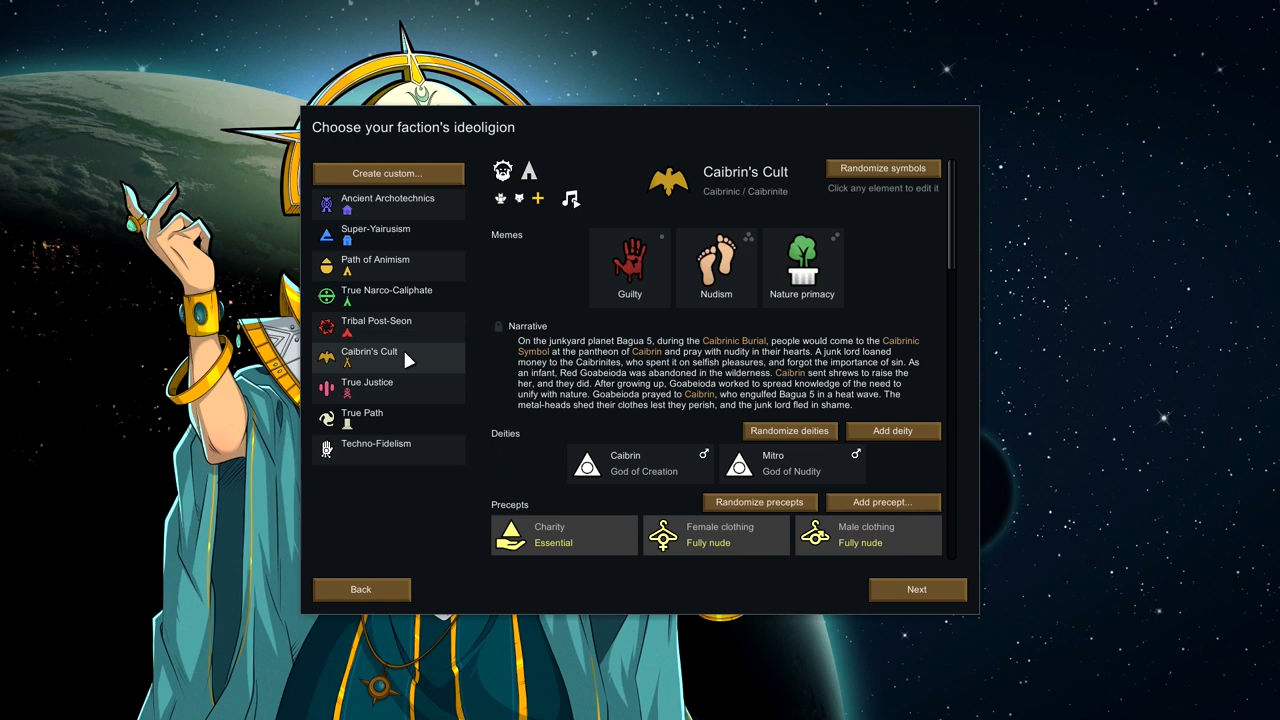 Choose your faction's ideoligion
Create custom...
Ancient Archotechnics
Super-Yairusism
Path of Animism
True Narco-Caliphate
Tribal Post-Seon
Caibrin's Cult
True Justice
True Path
Techno-Fidelism
Caibrin's Cult
Caibrinic / Caibrinite
Randomize symbols
Click any element to edit it
Memes
Guilty
Nudism
Nature primacy
Narrative
On the junkyard planet Bagua 5, during the Caibrinic Burial, people would come to the Caibrinic
Symbol at the pantheon of Caibrin and pray with nudity in their hearts. A junk lord loaned
money to the Caibrinites, who spent it on selfish pleasures, and forgot the importance of sin. As
an infant, Red Goabeioda was abandoned in the wilderness. Caibrin sent shrews to raise the
her, and they did. After growing up, Goabeioda worked to spread knowledge of the need to
unify with nature. Goabeioda prayed to Caibrin, who engulfed Bagua 5 in a heat wave. The
metal-heads shed their clothes lest they perish, and the junk lord fled in shame.
Deities
Randomize deities
Add deity
Caibrin
God of Creation
Mitro
God of Nudity
Precepts
Randomize precepts
Add precept...
Charity
Essential
Female clothing
Fully nude
Male clothing
Fully nude
Back
Next